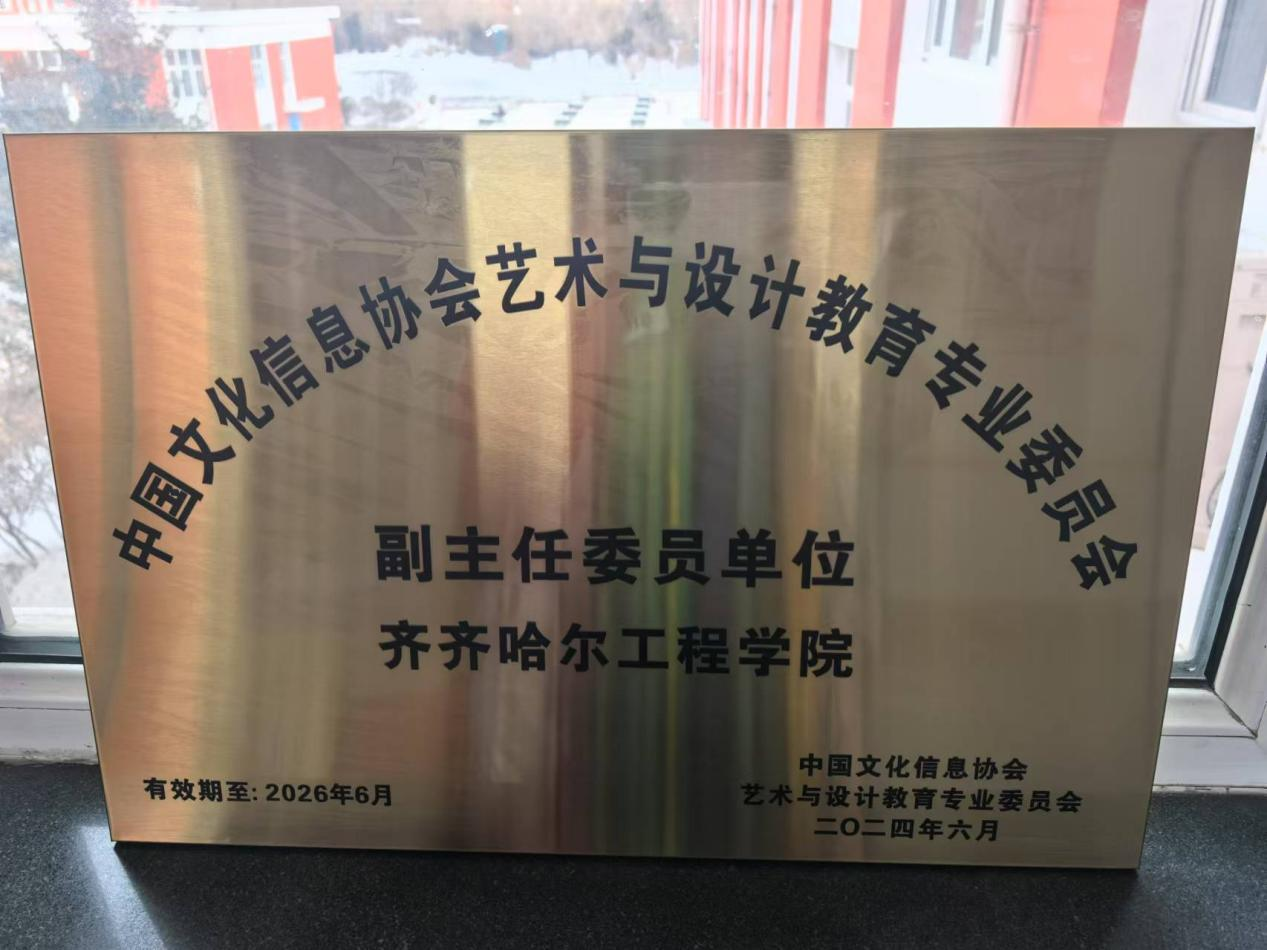 中国文化信息协会艺术与设计教育专业委员会
副主任委员单位
齐齐哈尔工程学院
有效期至: 2026年6月
中国文化信息协会
艺术与设计教育专业委员会
二〇二四年六月